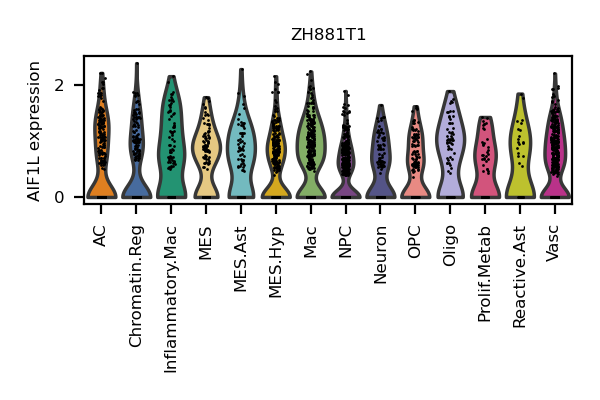 ZH881T1
AIF1L expression
2
0
AC
Chromatin.Reg
Inflammatory.Mac
MES
MES.Ast
MES.Hyp
Mac
NPC
Neuron
OPC
Oligo
Prolif.Metab
Reactive.Ast
Vasc